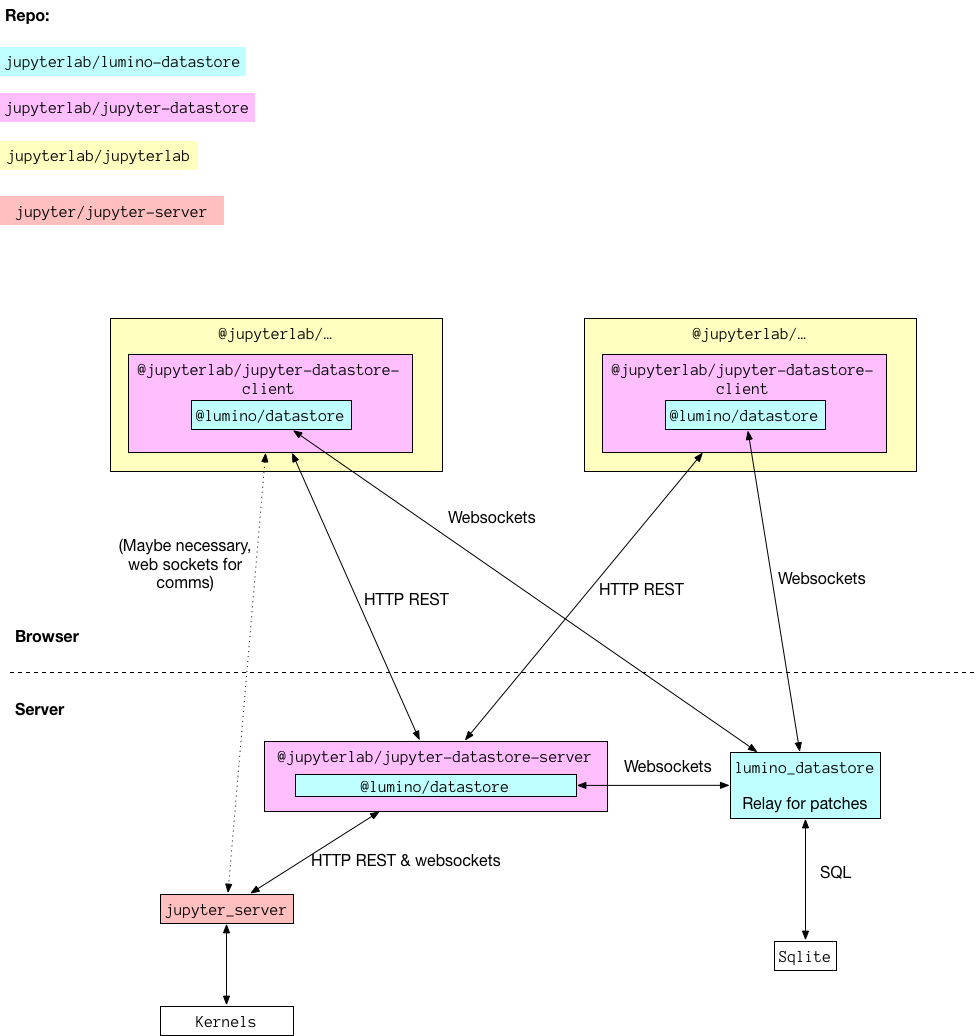 Repo:
jupyterlab/lumino-datastore
jupyterlab/jupyter-datastore
jupyterlab/jupyterlab
jupyter/jupyter-server
@jupyterlab/…
@jupyterlab/jupyter-datastore-
client
@lumino/datastore
@jupyterlab/…
@jupyterlab/jupyter-datastore-
client
@lumino/datastore
Websockets
(Maybe necessary,
web sockets for
comms)
HTTP REST
HTTP REST
Websockets
Browser
Server
@jupyterlab/jupyter-datastore-server
@lumino/datastore
Websockets
lumino_datastore
Relay for patches
HTTP REST & websockets
SQL
jupyter_server
Sqlite
Kernels